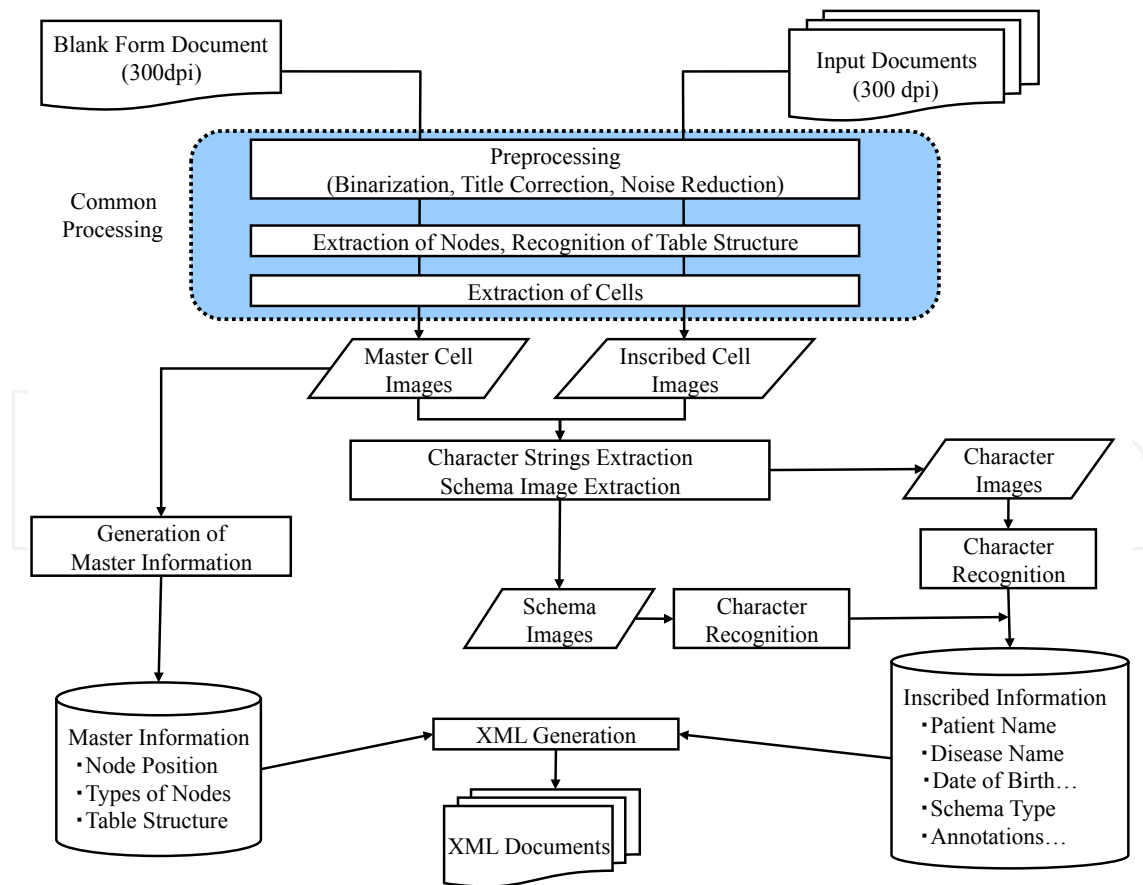 Blank Form Document
(300dpi)
Input Documents
(300 dpi)
Common
Processing
Preprocessing
(Binarization, Title Correction, Noise Reduction)
Extraction of Nodes, Recognition of Table Structure
Extraction of Cells
Master Cell
Images
Inscribed Cell
Images
Character Strings Extraction
Schema Image Extraction
Character
Images
Generation of
Master Information
Character
Recognition
Schema
Images
Character
Recognition
Master Information
・Node Position
・Types of Nodes
・Table Structure
XML Generation
XML Documents
Inscribed Information
・Patient Name
・Disease Name
・Date of Birth…
・Schema Type
・Annotations…